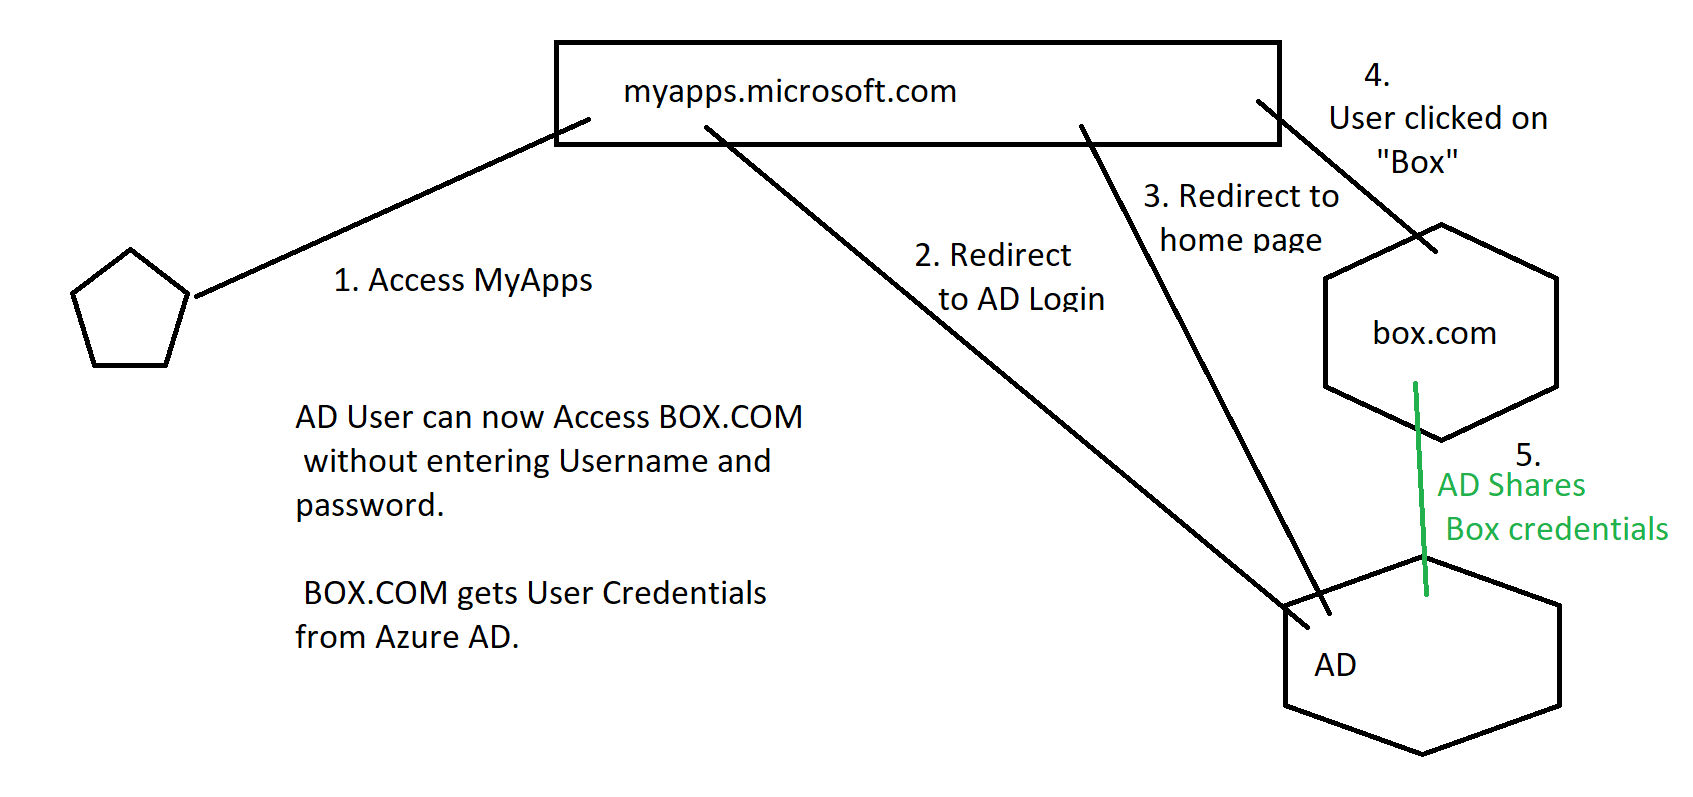 myapps.microsoft.com
4.
User clicked on
"Box"
3. Redirect to
home page
2. Redirect
to AD Login
1. Access MyApps
box.com
AD User can now Access BOX.COM
without entering Username and
password.
5.
AD Shares
Box credentials
BOX.COM gets User Credentials
from Azure AD.
AD